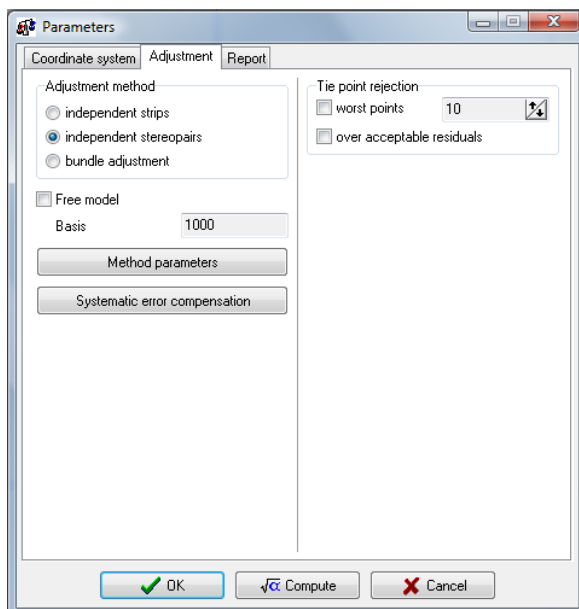 Parameters
Coordinate system Adjustment Report
Adjustment method
independent strips
independent stereopairs
bundle adjustment
Free model
Basis 1000
Method parameters
Systematic error compensation
Tie point rejection
worst points 10
over acceptable residuals
OK √α Compute Cancel